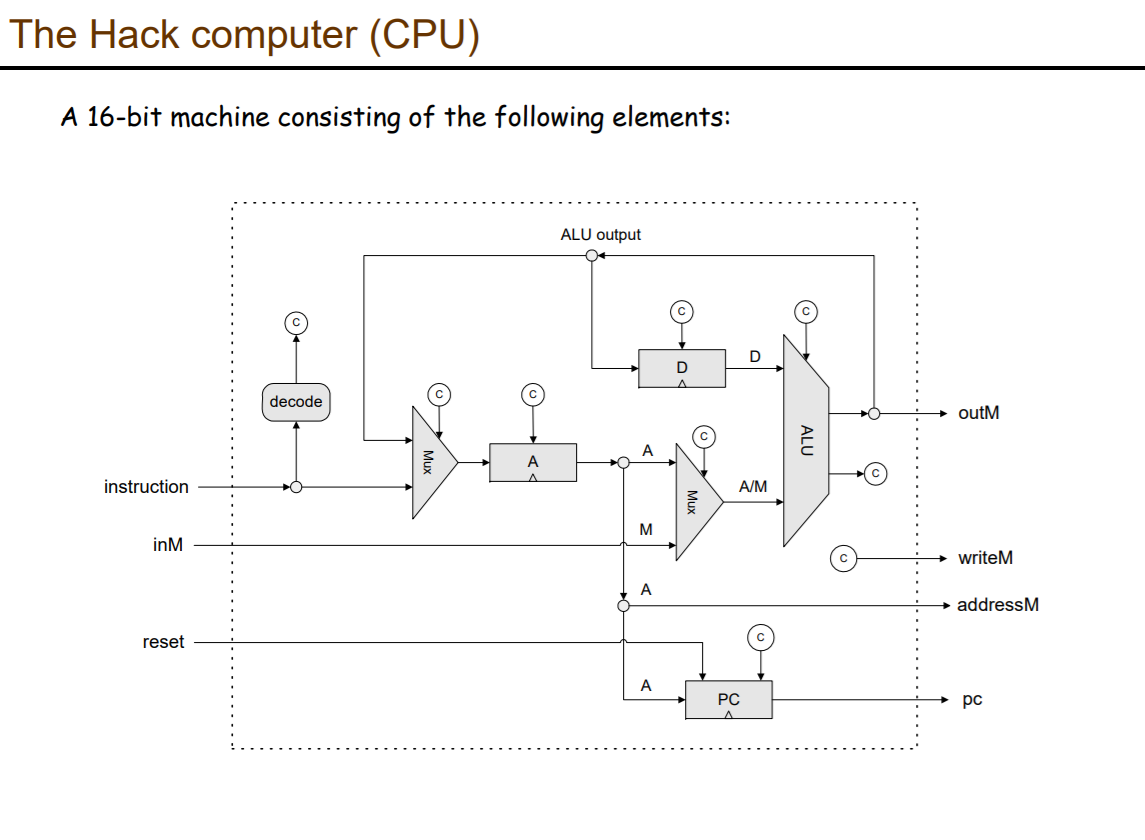 The Hack computer (CPU)
A 16-bit machine consisting of the following elements:
ALU output
C
C
C
D
D
decode
C
C
outM
ALU
C
A
Mux
A
Mux
A/M
C
instruction
M
inM
C
writeM
A
addressM
reset
C
A
PC
pc